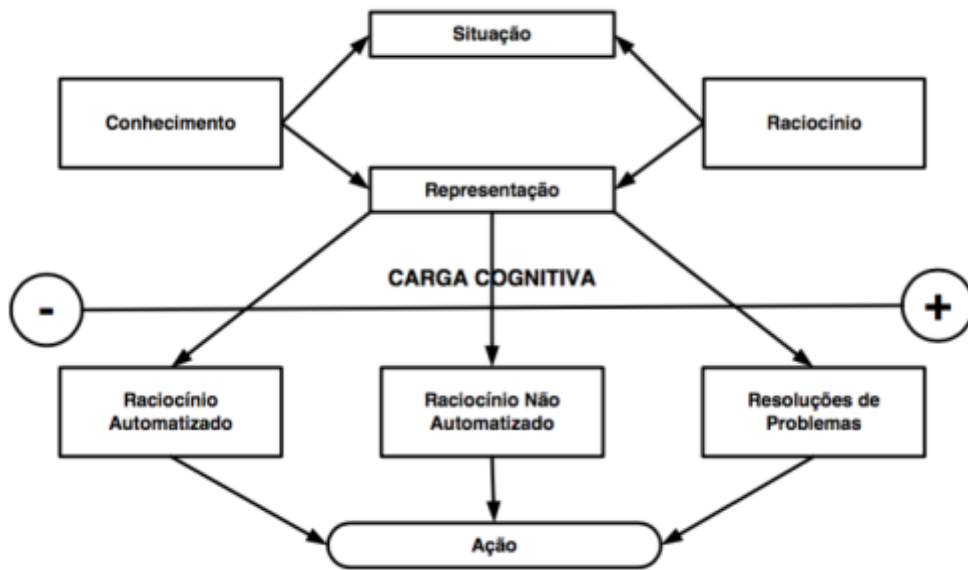 Situação
Conhecimento
Raciocínio
Representação
CARGA COGNITIVA
-
+
Raciocínio
Automatizado
Raciocínio Não
Automatizado
Resoluções de
Problemas
Ação